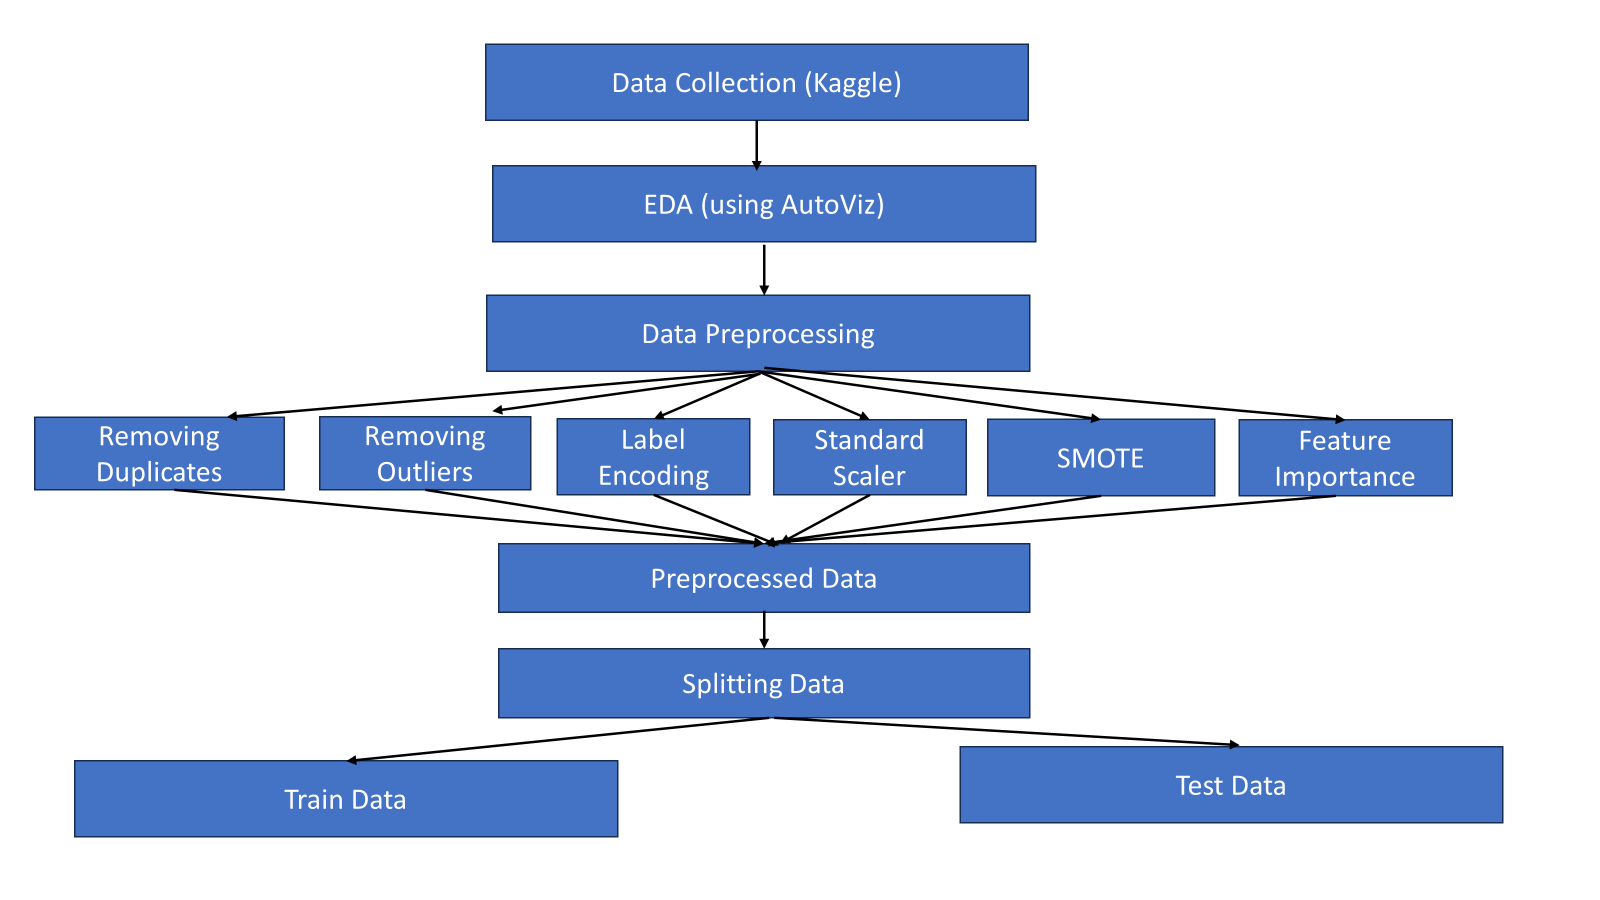 Data Collection (Kaggle)
EDA (using AutoViz)
Data Preprocessing
Removing
Duplicates
Removing
Outliers
Label
Encoding
Standard
Scaler
SMOTE
Feature
Importance
Preprocessed Data
Splitting Data
Train Data
Test Data